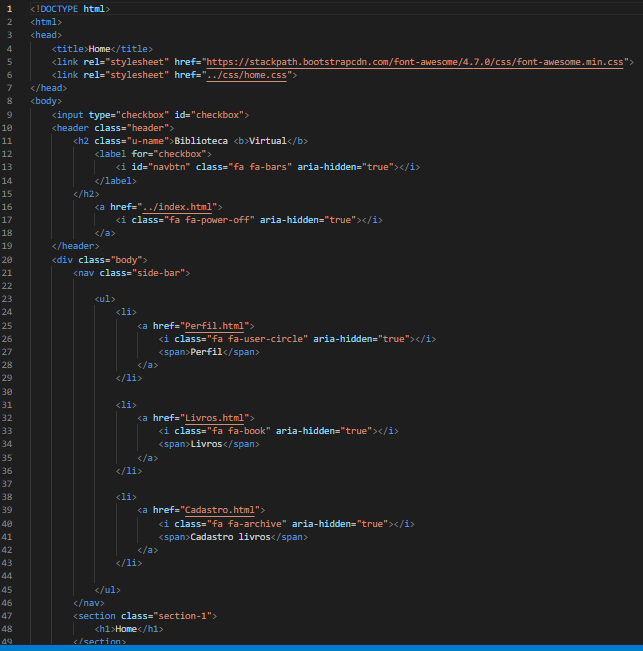 1 <!DOCTYPE html>
2 <html>
3 <head>
4 <title>Home</title>
5 <link rel="stylesheet" href="https://stackpath.bootstrapcdn.com/font-awesome/4.7.0/css/font-awesome.min.css">
6 <link rel="stylesheet" href="../css/home.css">
7 </head>
8 <body>
9 <input type="checkbox" id="checkbox">
10 <header class="header">
11 <h2 class="u-name">Biblioteca <b>Virtual</b>
12 <label for="checkbox">
13 <i id="navbtn" class="fa fa-bars" aria-hidden="true"></i>
14 </label>
15 </h2>
16 <a href="../index.html">
17 <i class="fa fa-power-off" aria-hidden="true"></i>
18 </a>
19 </header>
20 <div class="body">
21 <nav class="side-bar">
22
23 <ul>
24 <li>
25 <a href="Perfil.html">
26 <i class="fa fa-user-circle" aria-hidden="true"></i>
27 <span>Perfil</span>
28 </a>
29 </li>
30
31 <li>
32 <a href="Livros.html">
33 <i class="fa fa-book" aria-hidden="true"></i>
34 <span>Livros</span>
35 </a>
36 </li>
37
38 <li>
39 <a href="Cadastro.html">
40 <i class="fa fa-archive" aria-hidden="true"></i>
41 <span>Cadastro livros</span>
42 </a>
43 </li>
44
45 </ul>
46 </nav>
47 <section class="section-1">
48 <h1>Home</h1>
49 </section>